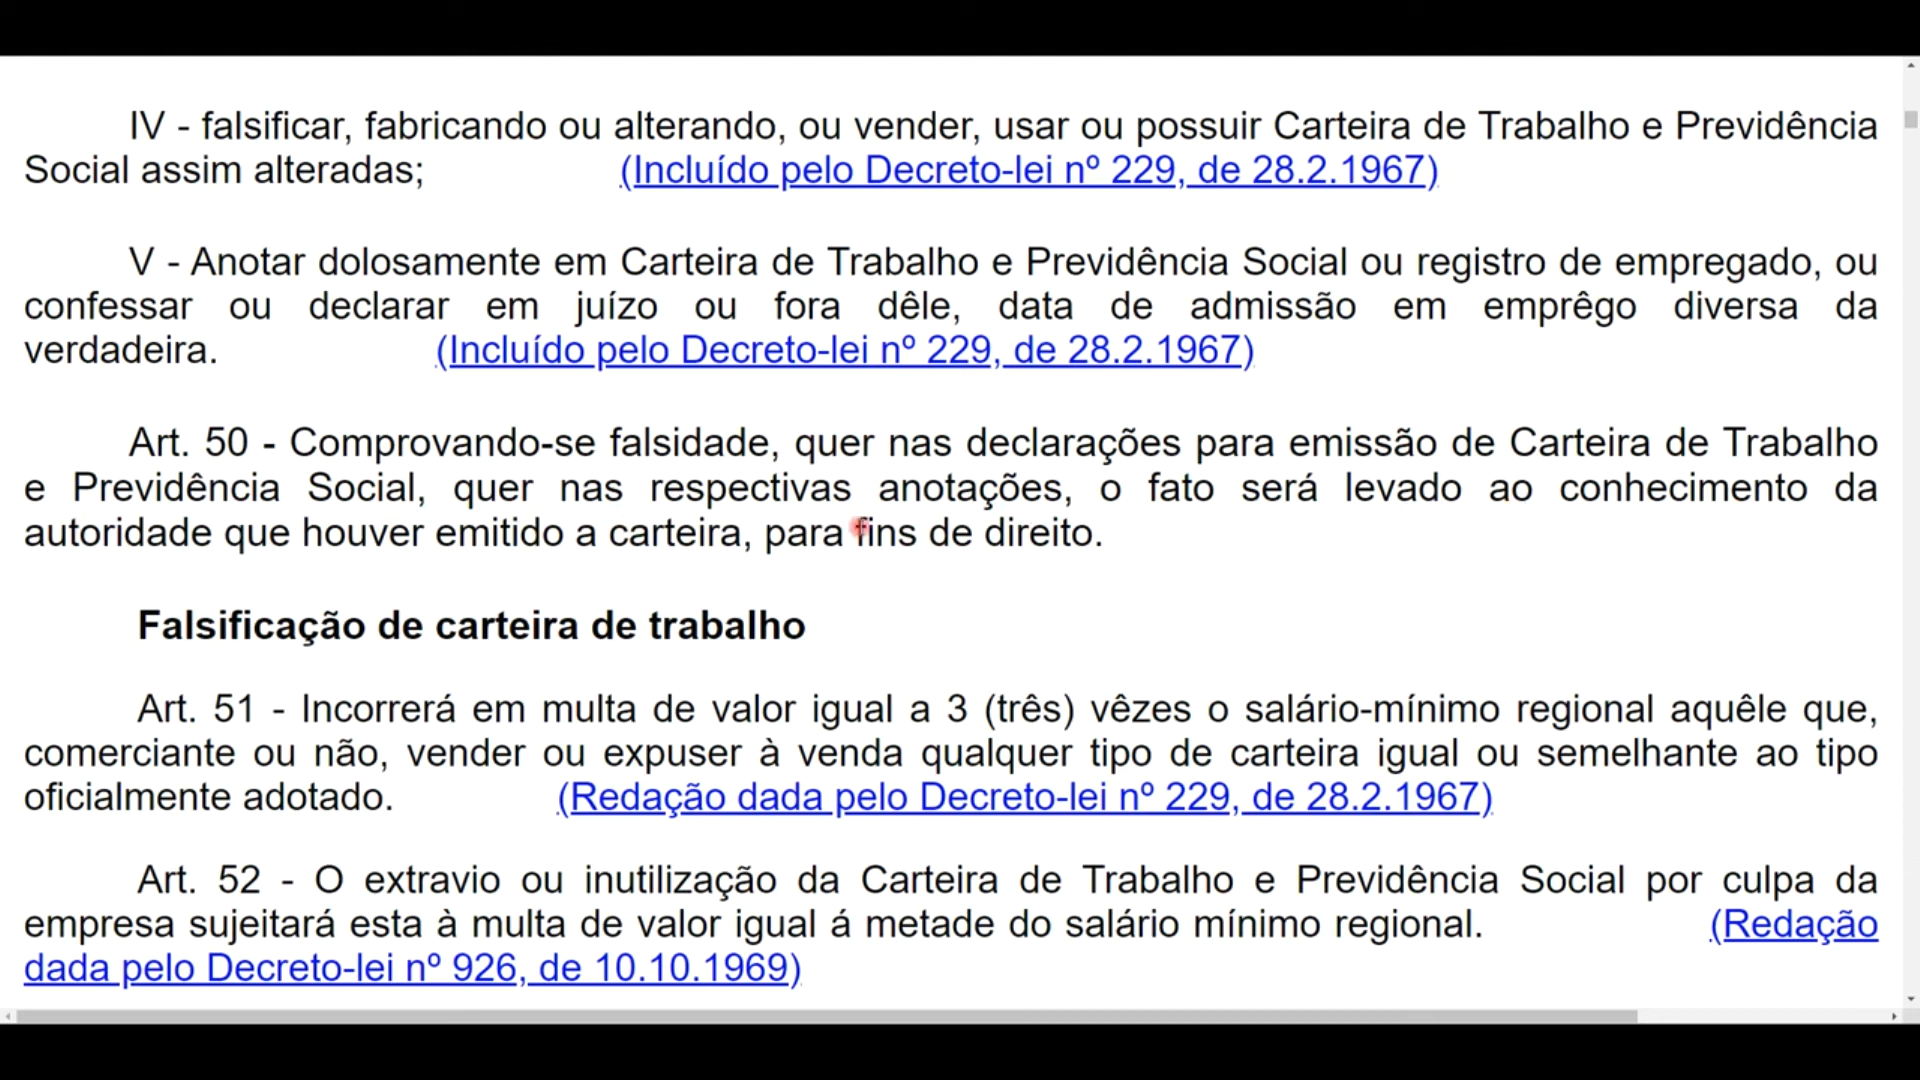 IV - falsificar, fabricando ou alterando, ou vender, usar ou possuir Carteira de Trabalho e Previdência
Social assim alteradas; (Incluído pelo Decreto-lei nº 229, de 28.2.1967)
V - Anotar dolosamente em Carteira de Trabalho e Previdência Social ou registro de empregado, ou
confessar ou declarar em juízo ou fora dêle, data de admissão em emprêgo diversa da
verdadeira. (Incluído pelo Decreto-lei nº 229, de 28.2.1967)
Art. 50 - Comprovando-se falsidade, quer nas declarações para emissão de Carteira de Trabalho
e Previdência Social, quer nas respectivas anotações, o fato será levado ao conhecimento da
autoridade que houver emitido a carteira, para fins de direito.
Falsificação de carteira de trabalho
Art. 51 - Incorrerá em multa de valor igual a 3 (três) vêzes o salário-mínimo regional aquêle que,
comerciante ou não, vender ou expuser à venda qualquer tipo de carteira igual ou semelhante ao tipo
oficialmente adotado. (Redação dada pelo Decreto-lei nº 229, de 28.2.1967)
Art. 52 - O extravio ou inutilização da Carteira de Trabalho e Previdência Social por culpa da
empresa sujeitará esta à multa de valor igual á metade do salário mínimo regional. (Redação
dada pelo Decreto-lei nº 926, de 10.10.1969)